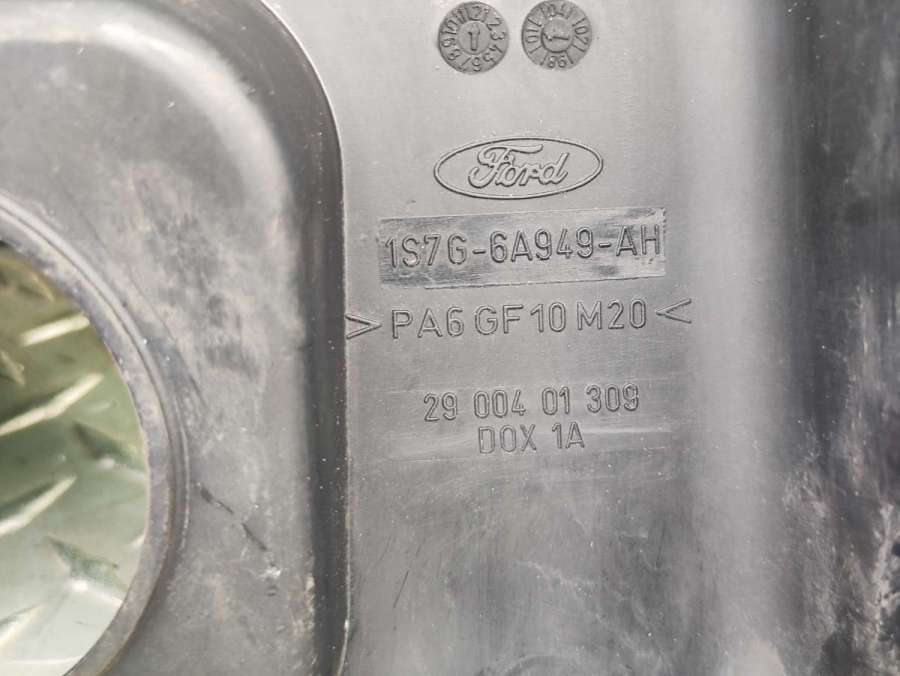 Ford
1S7G-6A949-AH
>PA6 GF10 M20<
29 004 01 309
DOX 1A